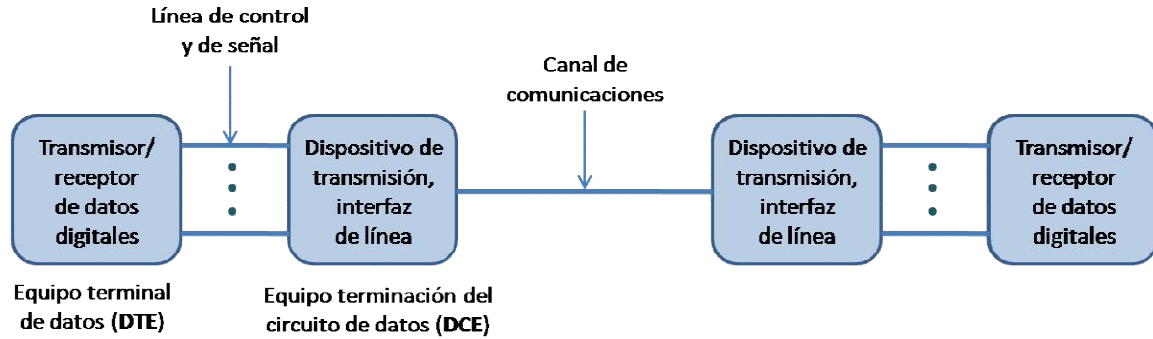 Línea de control
y de señal
Canal de
comunicaciones
Transmisor/
receptor
de datos
digitales
Dispositivo de
transmisión,
interfaz
de línea
Dispositivo de
transmisión,
interfaz
de línea
Transmisor/
receptor
de datos
digitales
Equipo terminal
de datos (DTE)
Equipo terminación del
circuito de datos (DCE)